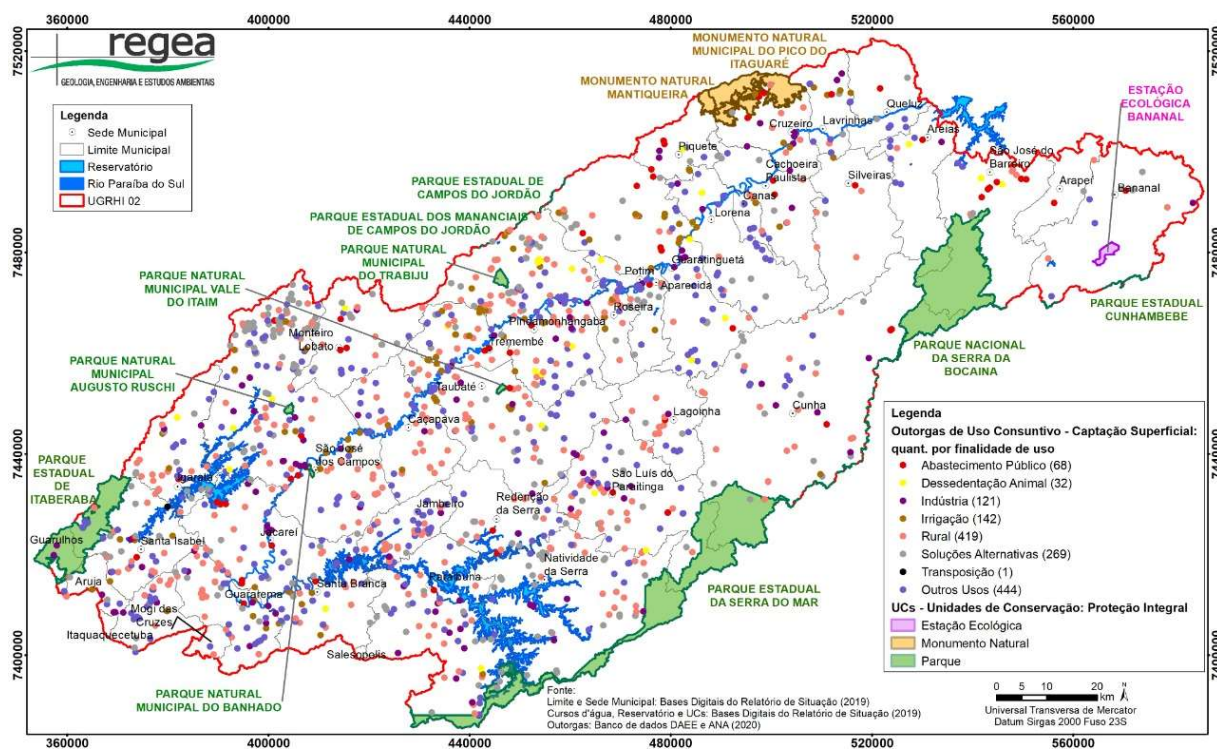 360000
400000
440000
480000
520000
560000
7520000
7520000
regea
GEOLOGIA, ENGENHARIA E ESTUDOS AMBIENTAIS
Legenda
Sede Municipal
Limite Municipal
Reservatório
Rio Paraíba do Sul
UGRHI 02
MONUMENTO NATURAL
MUNICIPAL DO PICO DO
ITAGUARÉ
MONUMENTO NATURAL
MANTIQUEIRA
ESTAÇÃO
ECOLÓGICA
BANANAL
Queluz
Lavrinhas
Cruzeiro
Areias
Piquete
São José do
Barreiro
Cachoeira
Paulista
Silveiras
Arapeí
Bananal
Canas
Lorena
PARQUE ESTADUAL DE
CAMPOS DO JORDÃO
PARQUE ESTADUAL DOS MANANCIAIS
DE CAMPOS DO JORDÃO
PARQUE NATURAL
MUNICIPAL
DO TRABIJU
PARQUE NATURAL
MUNICIPAL VALE
DO ITAIM
PARQUE NATURAL
MUNICIPAL
AUGUSTO RUSCHI
7480000
7480000
Guaratinguetá
Potim
Aparecida
Roseira
Pindamonhangaba
Tremembé
Monteiro
Lobato
PARQUE ESTADUAL
CUNHAMBEBE
PARQUE NACIONAL
DA SERRA DA
BOCAINA
Taubaté
Caçapava
Lagoinha
Cunha
7440000
7440000
PARQUE
ESTADUAL
DE
ITABERABA
São José
dos Campos
Igaratá
São Luís do
Paraitinga
Redenção
da Serra
Jambeiro
Jacareí
Santa Isabel
Guarulhos
Arujá
Natividade
da Serra
Paraibuna
Santa Branca
Guararema
Mogi das
Cruzes
Itaquaquecetuba
Salesópolis
PARQUE ESTADUAL
DA SERRA DO MAR
PARQUE NATURAL
MUNICIPAL DO BANHADO
7400000
7400000
Legenda
Outorgas de Uso Consuntivo - Captação Superficial:
quant. por finalidade de uso
Abastecimento Público (68)
Dessedentação Animal (32)
Indústria (121)
Irrigação (142)
Rural (419)
Soluções Alternativas (269)
Transposição (1)
Outros Usos (444)
UCs - Unidades de Conservação: Proteção Integral
Estação Ecológica
Monumento Natural
Parque
Fonte:
Limite e Sede Municipal: Bases Digitais do Relatório de Situação (2019)
Cursos d'água, Reservatório e UCs: Bases Digitais do Relatório de Situação (2019)
Outorgas: Banco de dados DAEE e ANA (2020)
0 5 10 20
km
N
Universal Transversa de Mercator
Datum Sirgas 2000 Fuso 23S
360000
400000
440000
480000
520000
560000